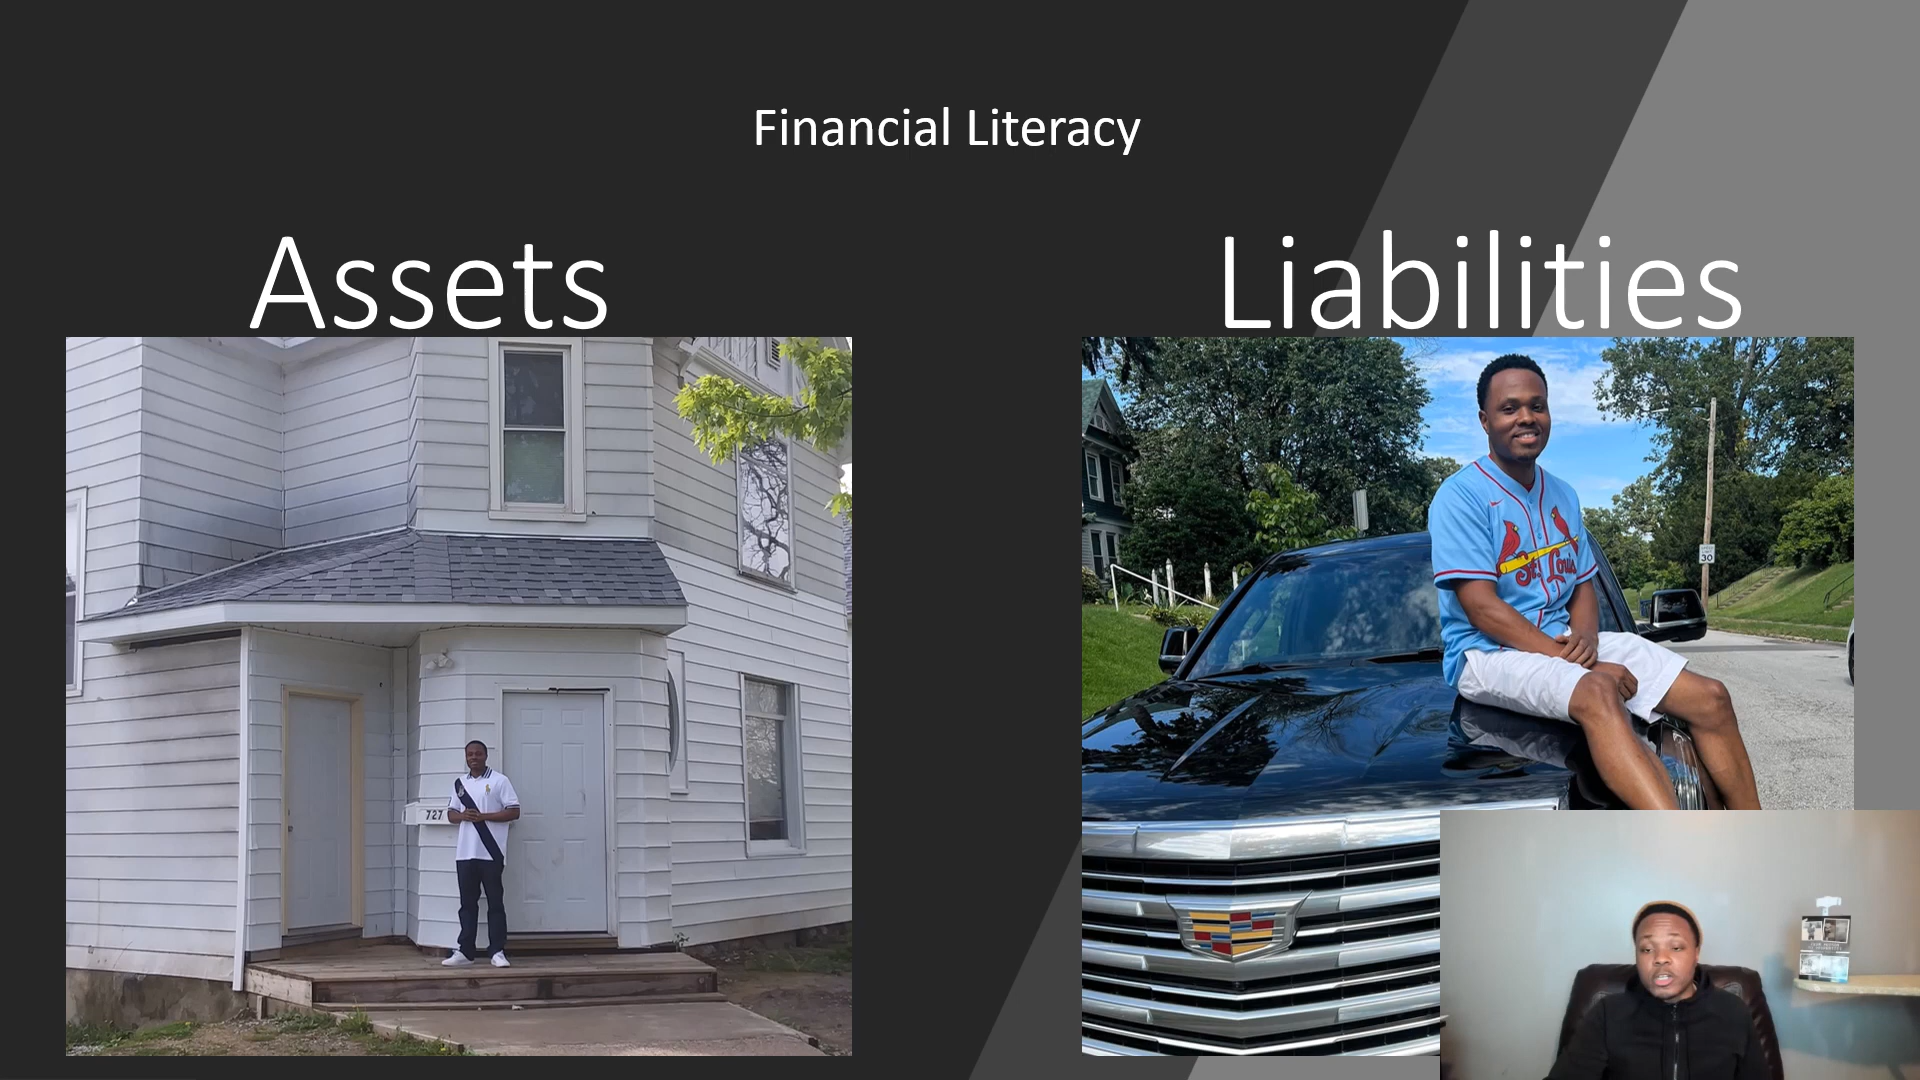 Financial Literacy
Assets
Liabilities
727
St. Louis
30